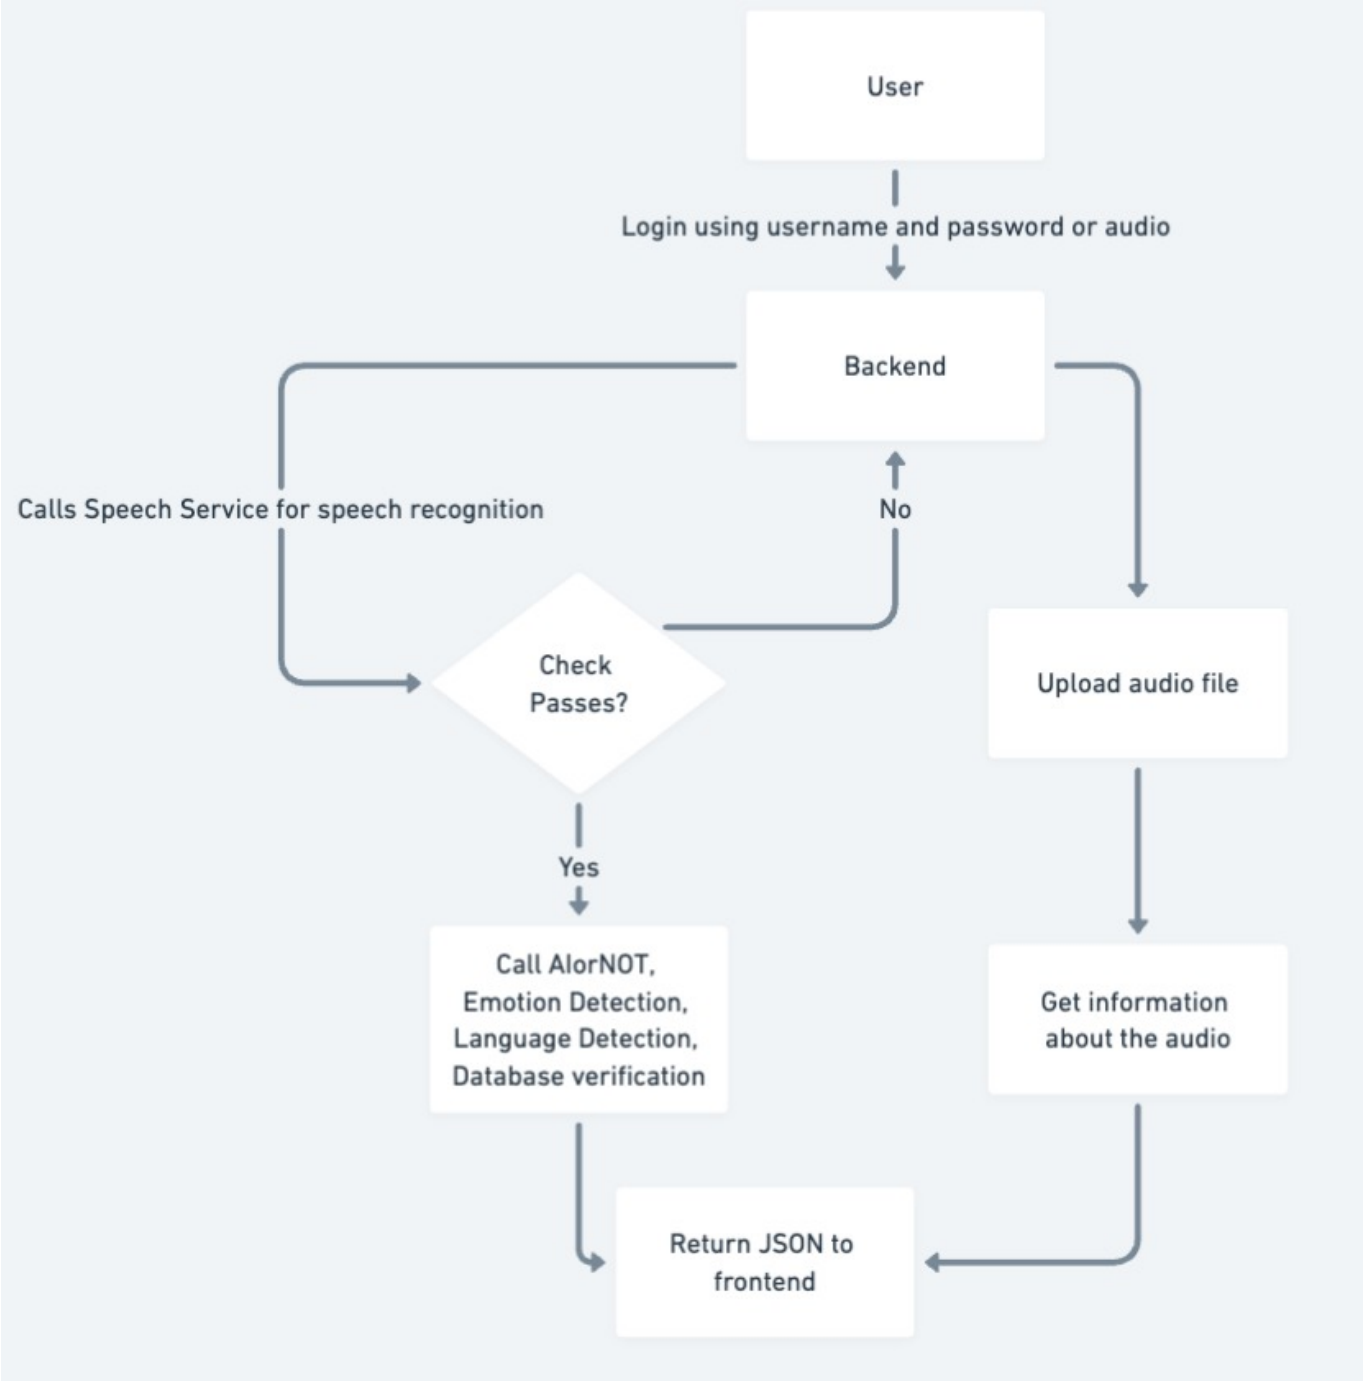 User
Login using username and password or audio
Backend
Calls Speech Service for speech recognition
No
Check
Passes?
Upload audio file
Yes
Call AIorNOT,
Emotion Detection,
Language Detection,
Database verification
Get information
about the audio
Return JSON to
frontend